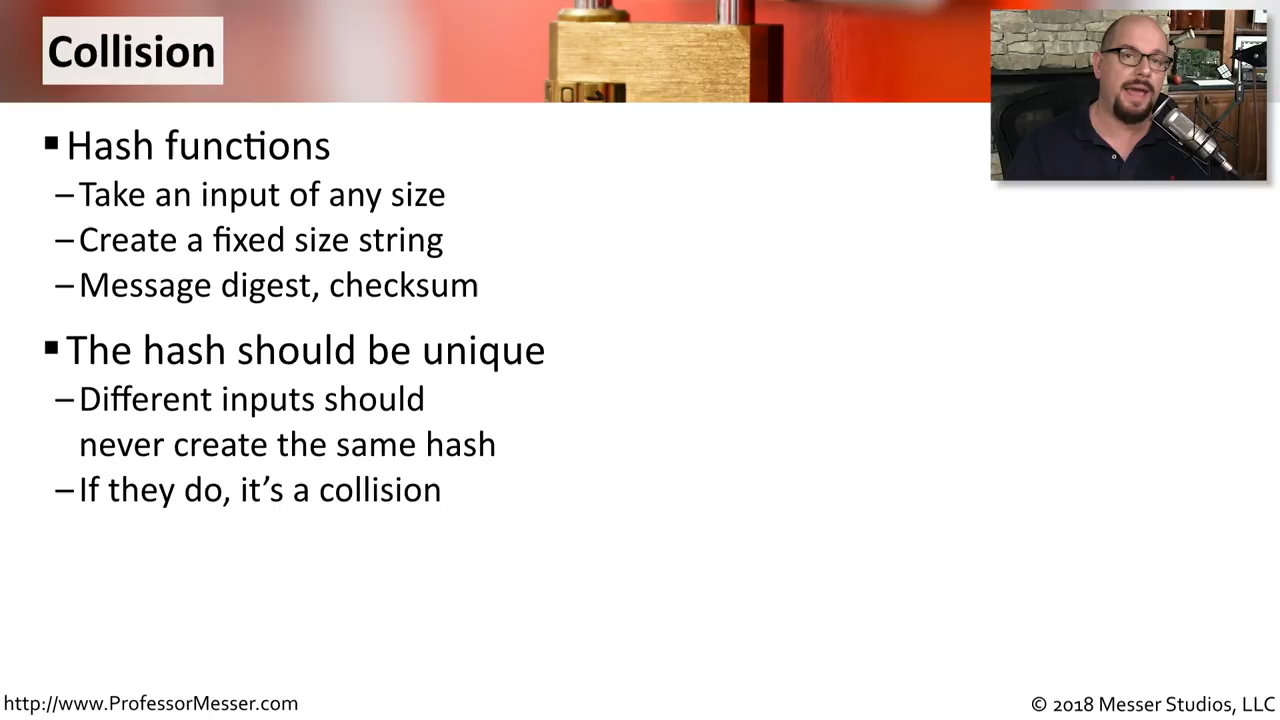 Collision
▪ Hash functions
– Take an input of any size
– Create a fixed size string
– Message digest, checksum
▪ The hash should be unique
– Different inputs should
never create the same hash
– If they do, it’s a collision
http://www.ProfessorMesser.com
© 2018 Messer Studios, LLC